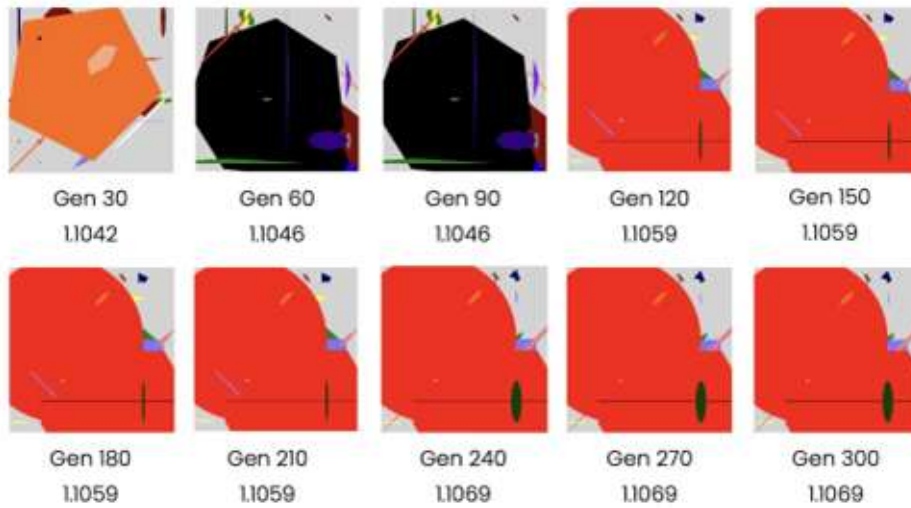 Gen 30 Gen 60 Gen 90 Gen 120 Gen 150
1.1042 1.1046 1.1046 1.1059 1.1059
Gen 180 Gen 210 Gen 240 Gen 270 Gen 300
1.1059 1.1059 1.1069 1.1069 1.1069